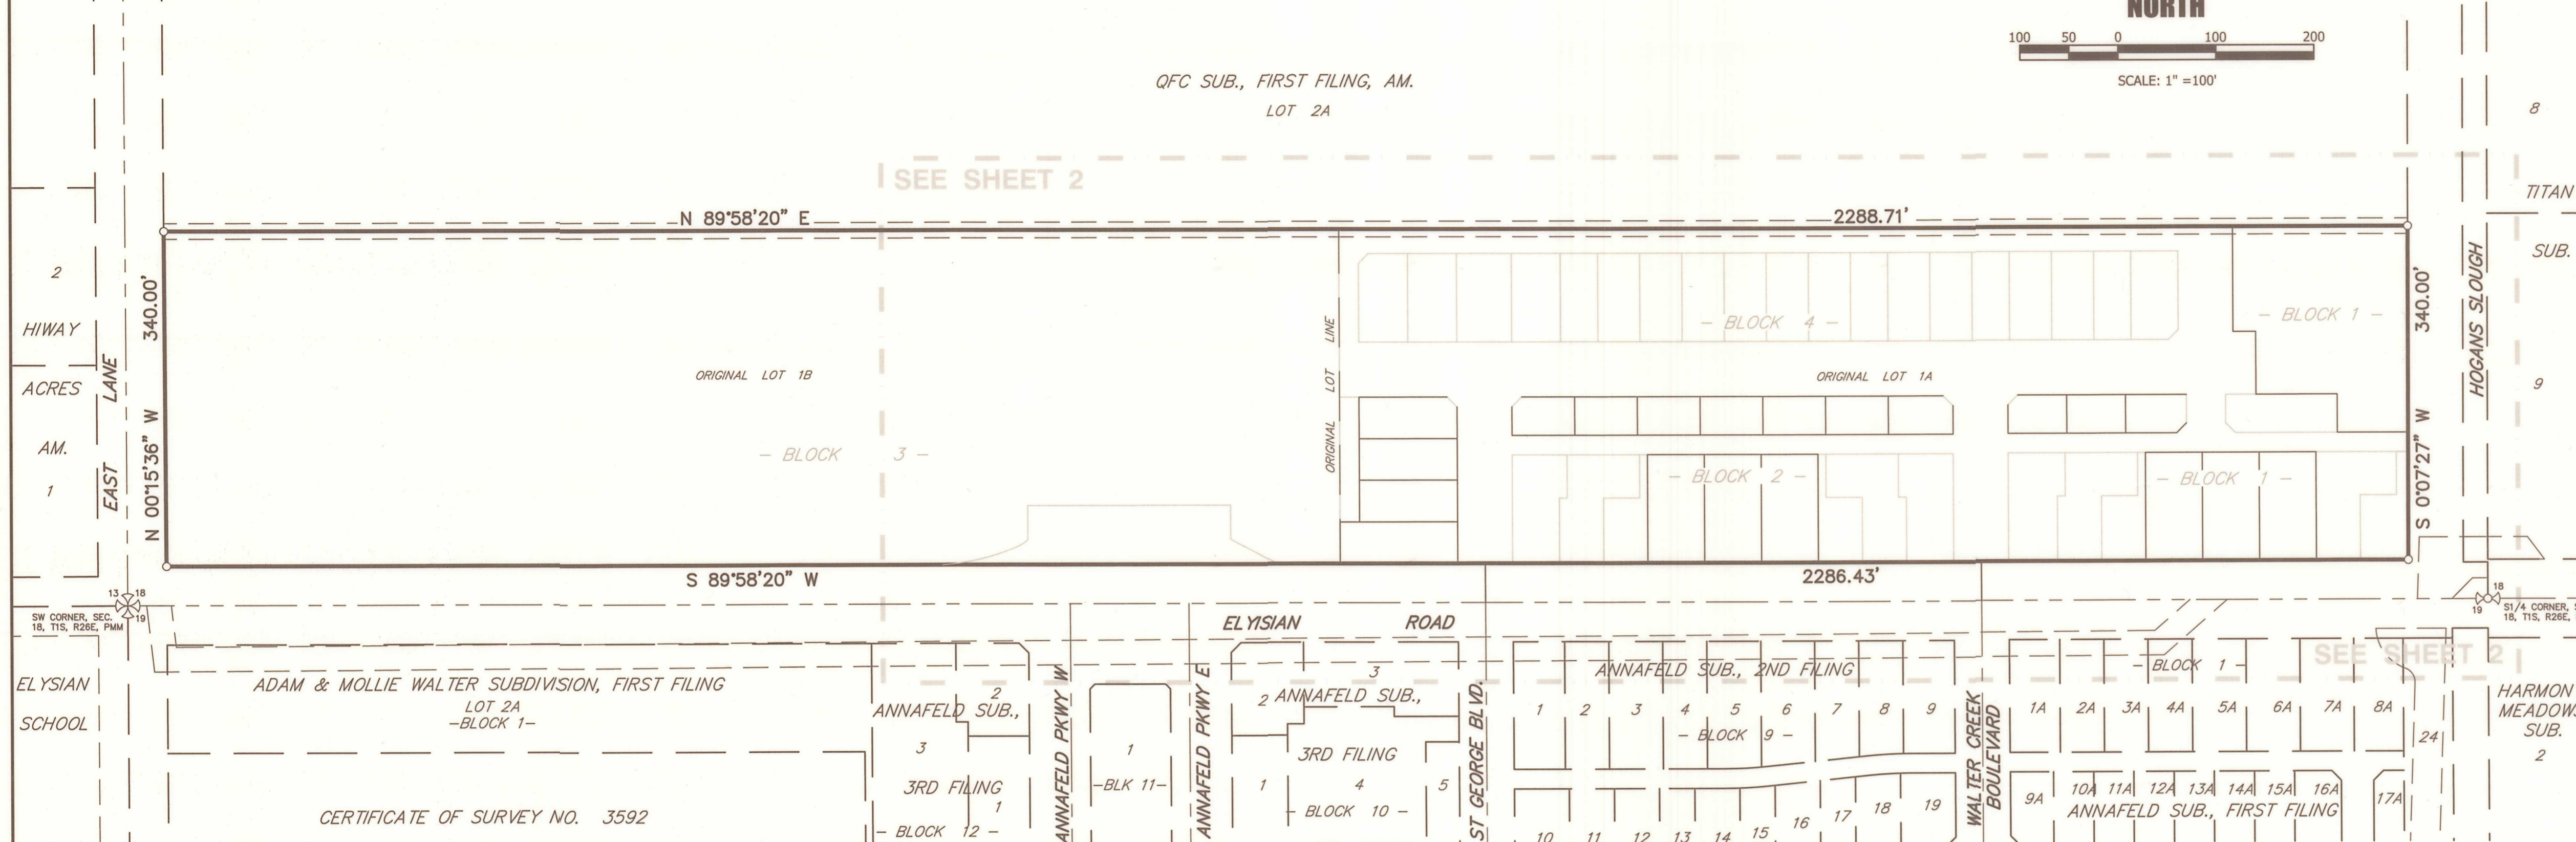 NORTH
100 50 0 100 200
SCALE: 1" =100'
QFC SUB., FIRST FILING, AM.
LOT 2A
8
SEE SHEET 2
TITAN
N 89°58'20" E
2288.71'
SUB.
2
HIWAY
ACRES
AM.
1
EAST LANE
340.00'
N 00°15'36" W
ORIGINAL LOT 1B
- BLOCK 3 -
ORIGINAL LOT LINE
- BLOCK 4 -
- BLOCK 1 -
ORIGINAL LOT 1A
- BLOCK 2 -
- BLOCK 1 -
340.00'
S 0°07'27" W
HOGANS SLOUGH
9
S 89°58'20" W
2286.43'
13 18
19
SW CORNER, SEC.
18, T1S, R26E, PMM
ELYISIAN ROAD
18
19
S1/4 CORNER,
18, T1S, R26E,
ELYSIAN
SCHOOL
ADAM & MOLLIE WALTER SUBDIVISION, FIRST FILING
LOT 2A
-BLOCK 1-
CERTIFICATE OF SURVEY NO. 3592
2
ANNAFELD SUB.,
3
3RD FILING
1
- BLOCK 12 -
ANNAFELD PKWY W
1
-BLK 11-
ANNAFELD PKWY E
3
2 ANNAFELD SUB.,
3RD FILING
1 4 5
- BLOCK 10 -
ST GEORGE BLVD.
ANNAFELD SUB., 2ND FILING
1 2 3 4 5 6 7 8 9
- BLOCK 9 -
10 11 12 13 14 15 16 17 18 19
WALTER CREEK
BOULEVARD
- BLOCK 1 -
SEE SHEET 2
1A 2A 3A 4A 5A 6A 7A 8A
24
9A 10A 11A 12A 13A 14A 15A 16A 17A
ANNAFELD SUB., FIRST FILING
HARMON
MEADOWS
SUB.
2